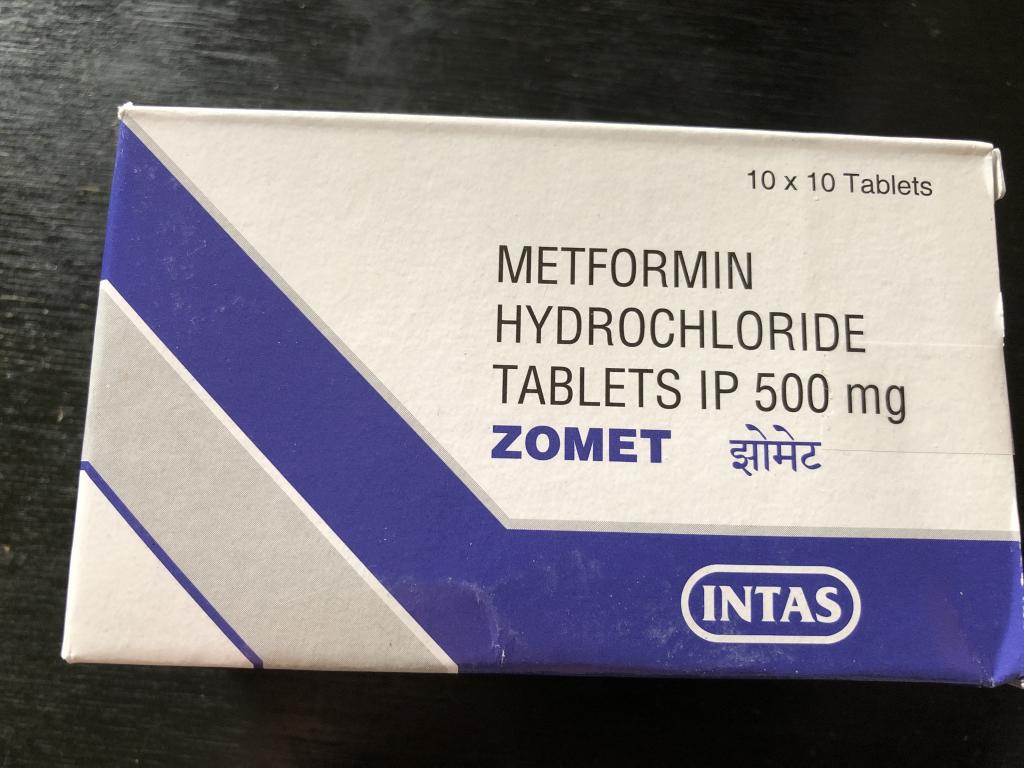 10 x 10 Tablets
METFORMIN
HYDROCHLORIDE
TABLETS IP 500 mg
ZOMET झोमेट
INTAS